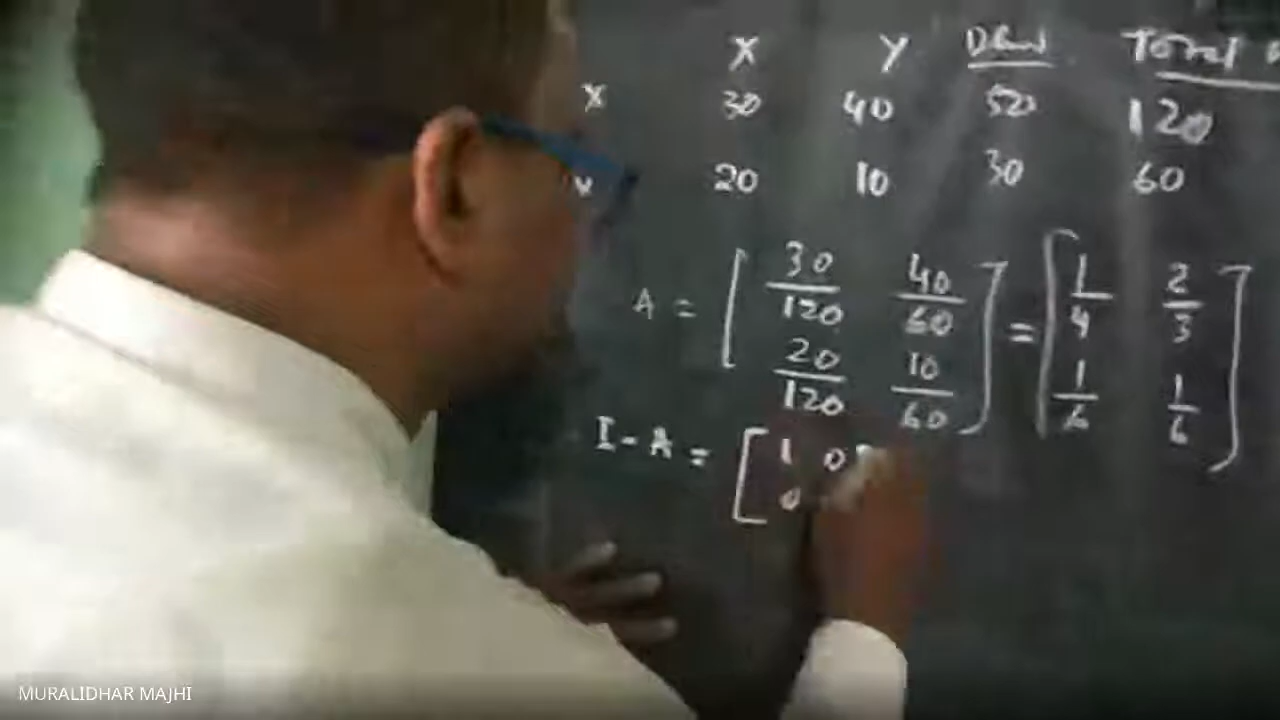 X Y Total
X 30 40 50 120
20 10 30 60
A = [ 30/120 40/60 ] = [ 1/4 2/3 ]
20/120 10/60 1/6 1/6
I - A = [ 1 0
0
MURALIDHAR MAJHI